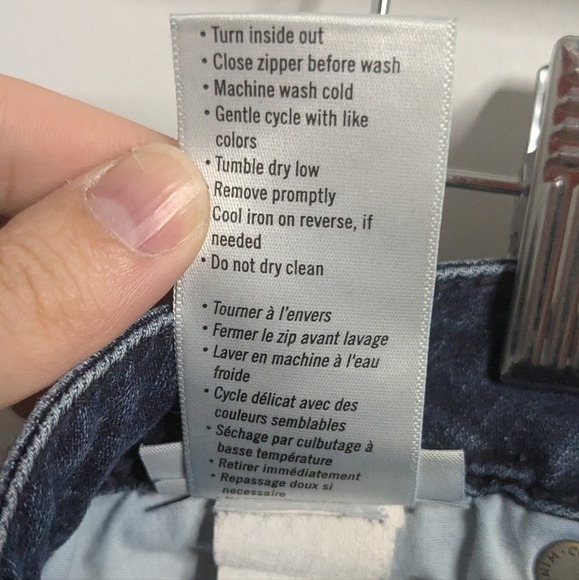 • Turn inside out
• Close zipper before wash
• Machine wash cold
• Gentle cycle with like
colors
• Tumble dry low
Remove promptly
Cool iron on reverse, if
needed
• Do not dry clean
• Tourner à l'envers
• Fermer le zip avant lavage
• Laver en machine à l'eau
froide
• Cycle délicat avec des
couleurs semblables
• Séchage par culbutage à
basse température
• Retirer immédiatement
• Repassage doux si
necessaire